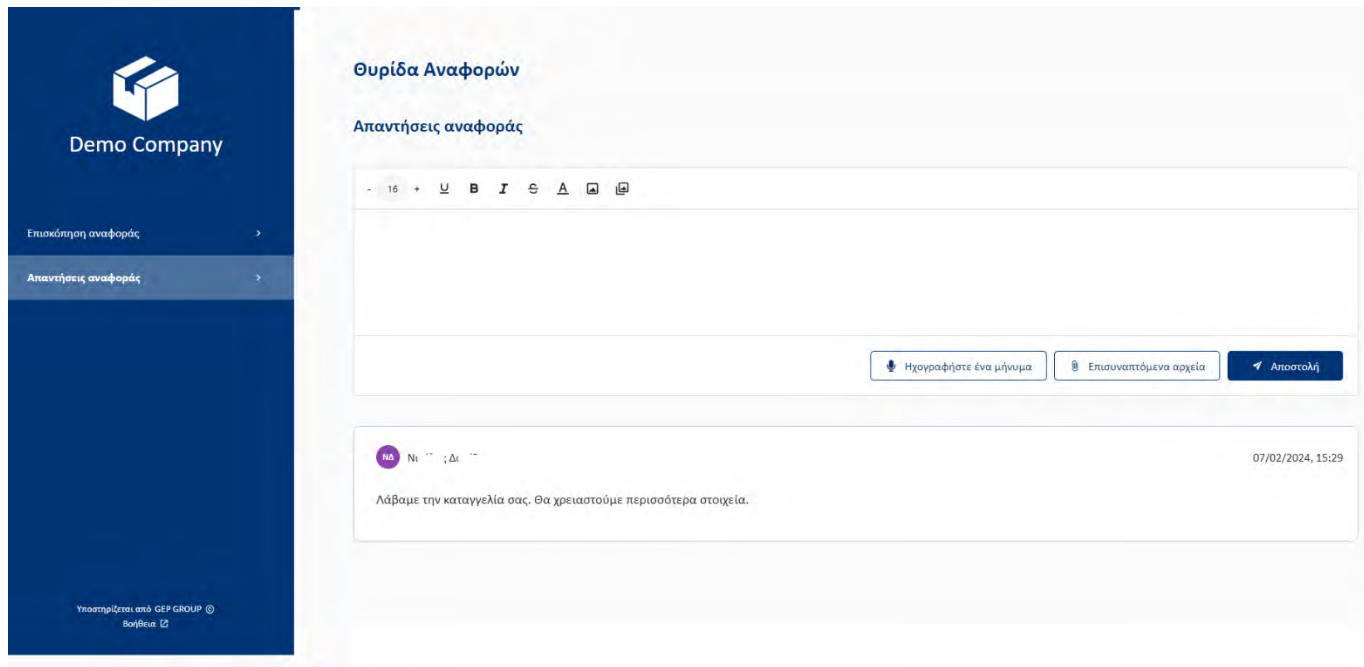 Demo Company
Επισκόπηση αναφοράς
Απαντήσεις αναφοράς
Υποστηρίζεται από GEP GROUP ©
Βοήθεια
Θυρίδα Αναφορών
Απαντήσεις αναφοράς
- 16 + U B I S A
Ηχογραφήστε ένα μήνυμα
Επισυναπτόμενα αρχεία
Αποστολή
ΝΔ
07/02/2024, 15:29
Λάβαμε την καταγγελία σας. Θα χρειαστούμε περισσότερα στοιχεία.